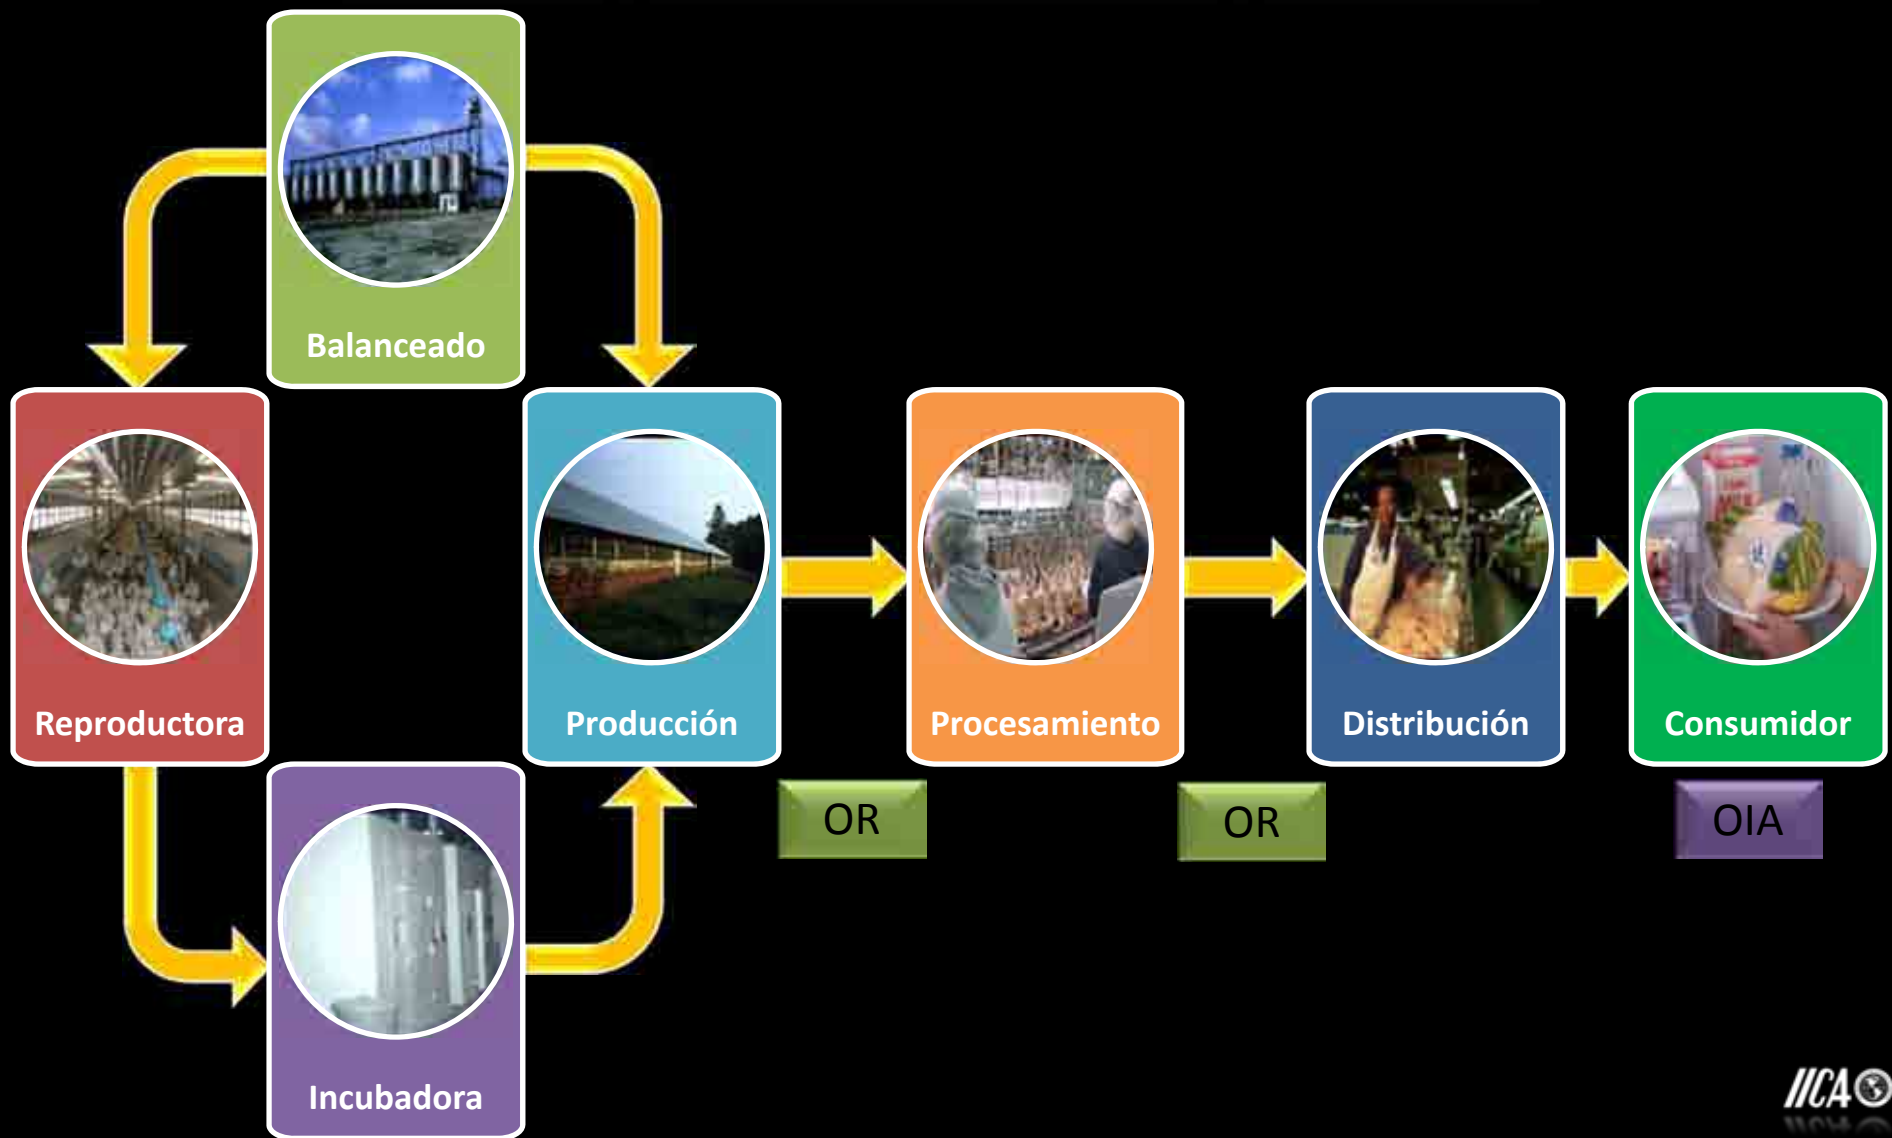 Balanceado
Reproductora
Producción
Procesamiento
Distribución
Consumidor
OR
OR
OIA
Incubadora
IICA